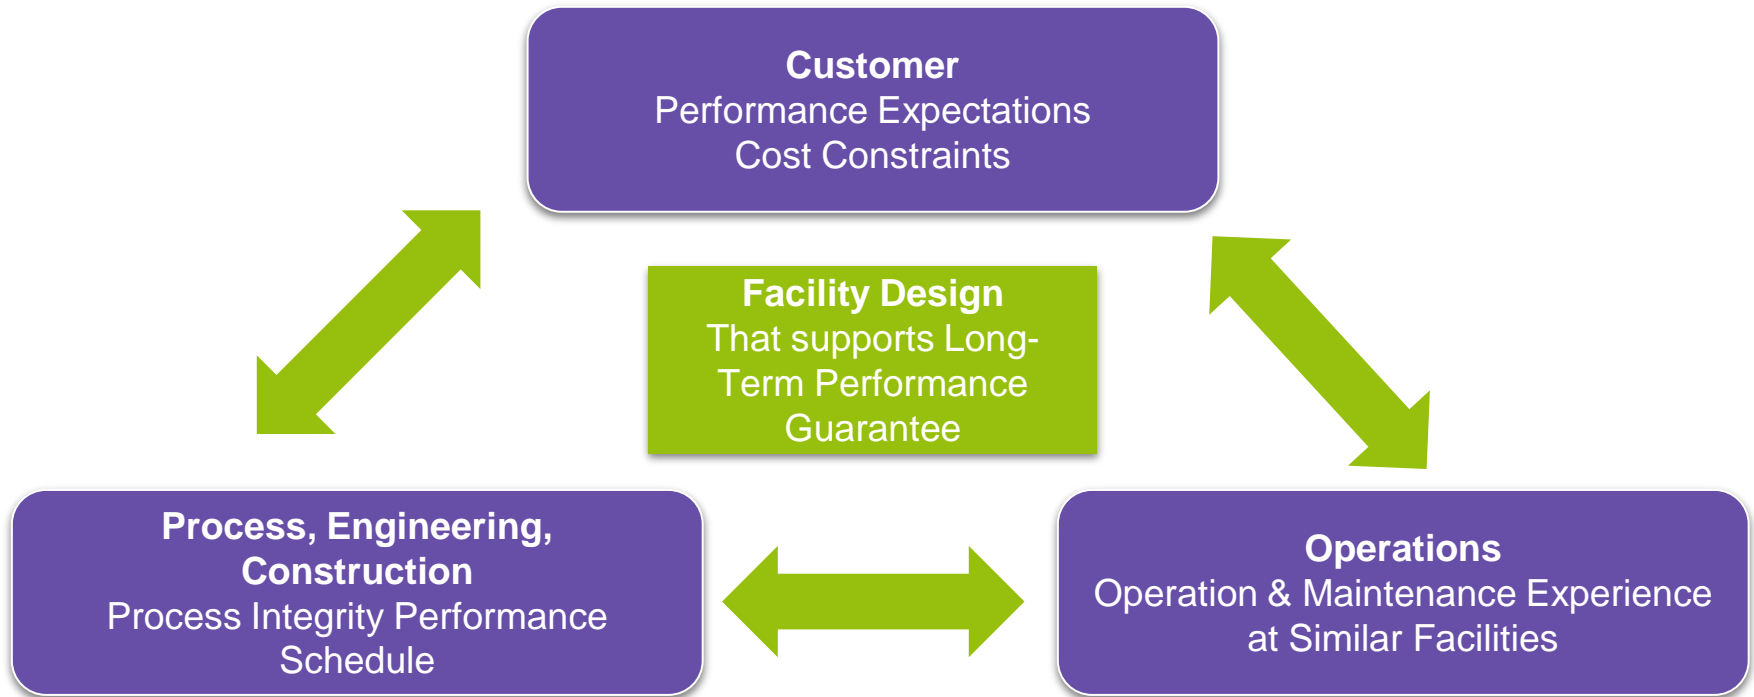 Customer
Performance Expectations
Cost Constraints
Facility Design
That supports Long-
Term Performance
Guarantee
Process, Engineering,
Construction
Process Integrity Performance
Schedule
Operations
Operation & Maintenance Experience
at Similar Facilities